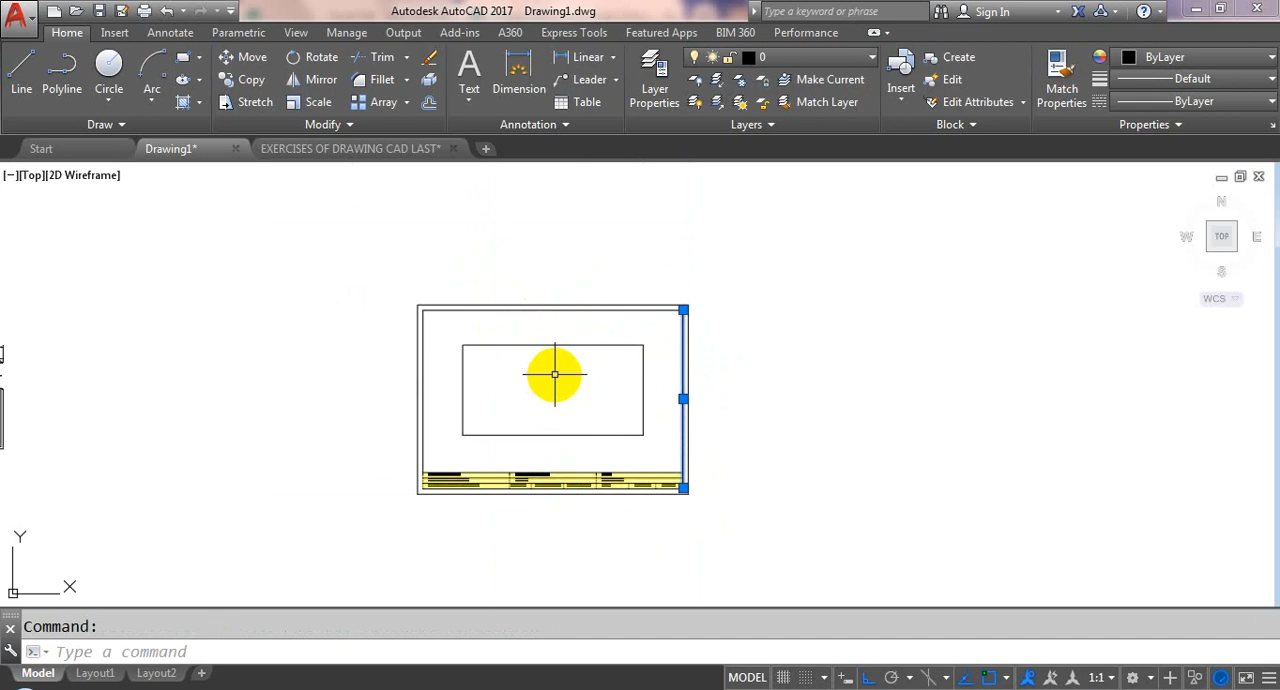 Autodesk AutoCAD 2017 Drawing1.dwg
Type a keyword or phrase
Sign In
Home Insert Annotate Parametric View Manage Output Add-ins A360 Express Tools Featured Apps BIM 360 Performance
Line Polyline Circle Arc
Move Rotate Trim
Copy Mirror Fillet
Stretch Scale Array
Text Dimension
Linear
Leader
Table
Layer Properties
0
Make Current
Match Layer
Insert
Create
Edit
Edit Attributes
Match Properties
ByLayer
Default
ByLayer
Draw Modify Annotation Layers Block Properties
Start Drawing1* EXERCISES OF DRAWING CAD LAST*
[−][Top][2D Wireframe]
N
W TOP E
S
WCS
Y
X
Command:
Type a command
Model Layout1 Layout2
MODEL 1:1